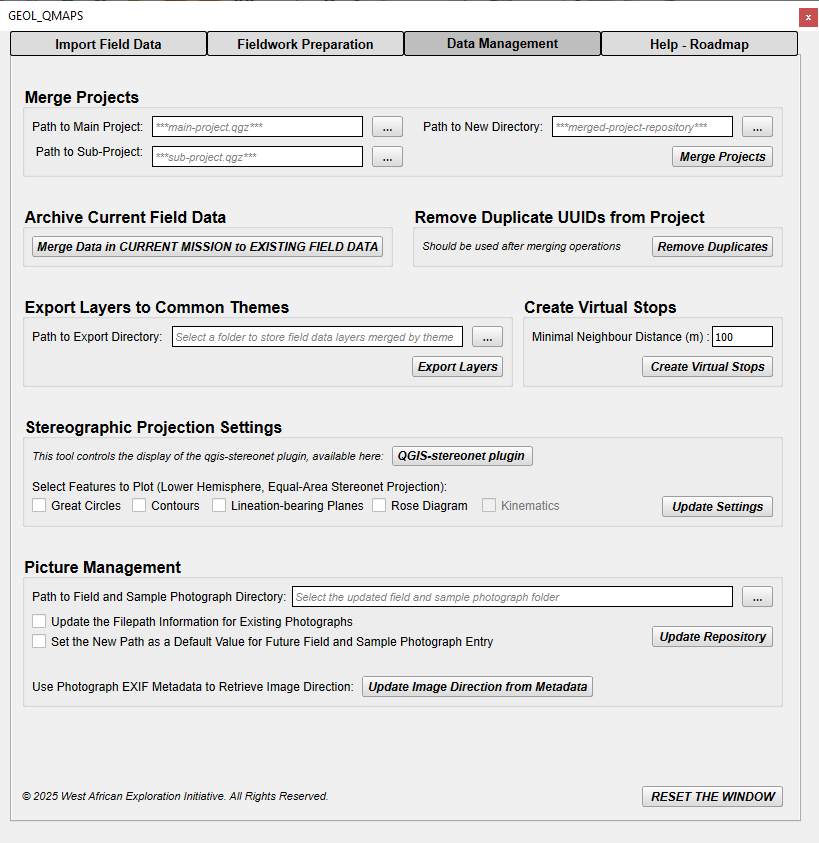 GEOL_QMAPS
x
Import Field Data
Fieldwork Preparation
Data Management
Help - Roadmap
Merge Projects
Path to Main Project: ***main-project.qgz*** ...
Path to New Directory: ***merged-project-repository*** ...
Path to Sub-Project: ***sub-project.qgz*** ...
Merge Projects
Archive Current Field Data
Merge Data in CURRENT MISSION to EXISTING FIELD DATA
Remove Duplicate UUIDs from Project
Should be used after merging operations Remove Duplicates
Export Layers to Common Themes
Path to Export Directory: Select a folder to store field data layers merged by theme ...
Export Layers
Create Virtual Stops
Minimal Neighbour Distance (m) : 100
Create Virtual Stops
Stereographic Projection Settings
This tool controls the display of the qgis-stereonet plugin, available here: QGIS-stereonet plugin
Select Features to Plot (Lower Hemisphere, Equal-Area Stereonet Projection):
Great Circles Contours Lineation-bearing Planes Rose Diagram Kinematics
Update Settings
Picture Management
Path to Field and Sample Photograph Directory: Select the updated field and sample photograph folder ...
Update the Filepath Information for Existing Photographs
Set the New Path as a Default Value for Future Field and Sample Photograph Entry
Update Repository
Use Photograph EXIF Metadata to Retrieve Image Direction: Update Image Direction from Metadata
© 2025 West African Exploration Initiative. All Rights Reserved.
RESET THE WINDOW